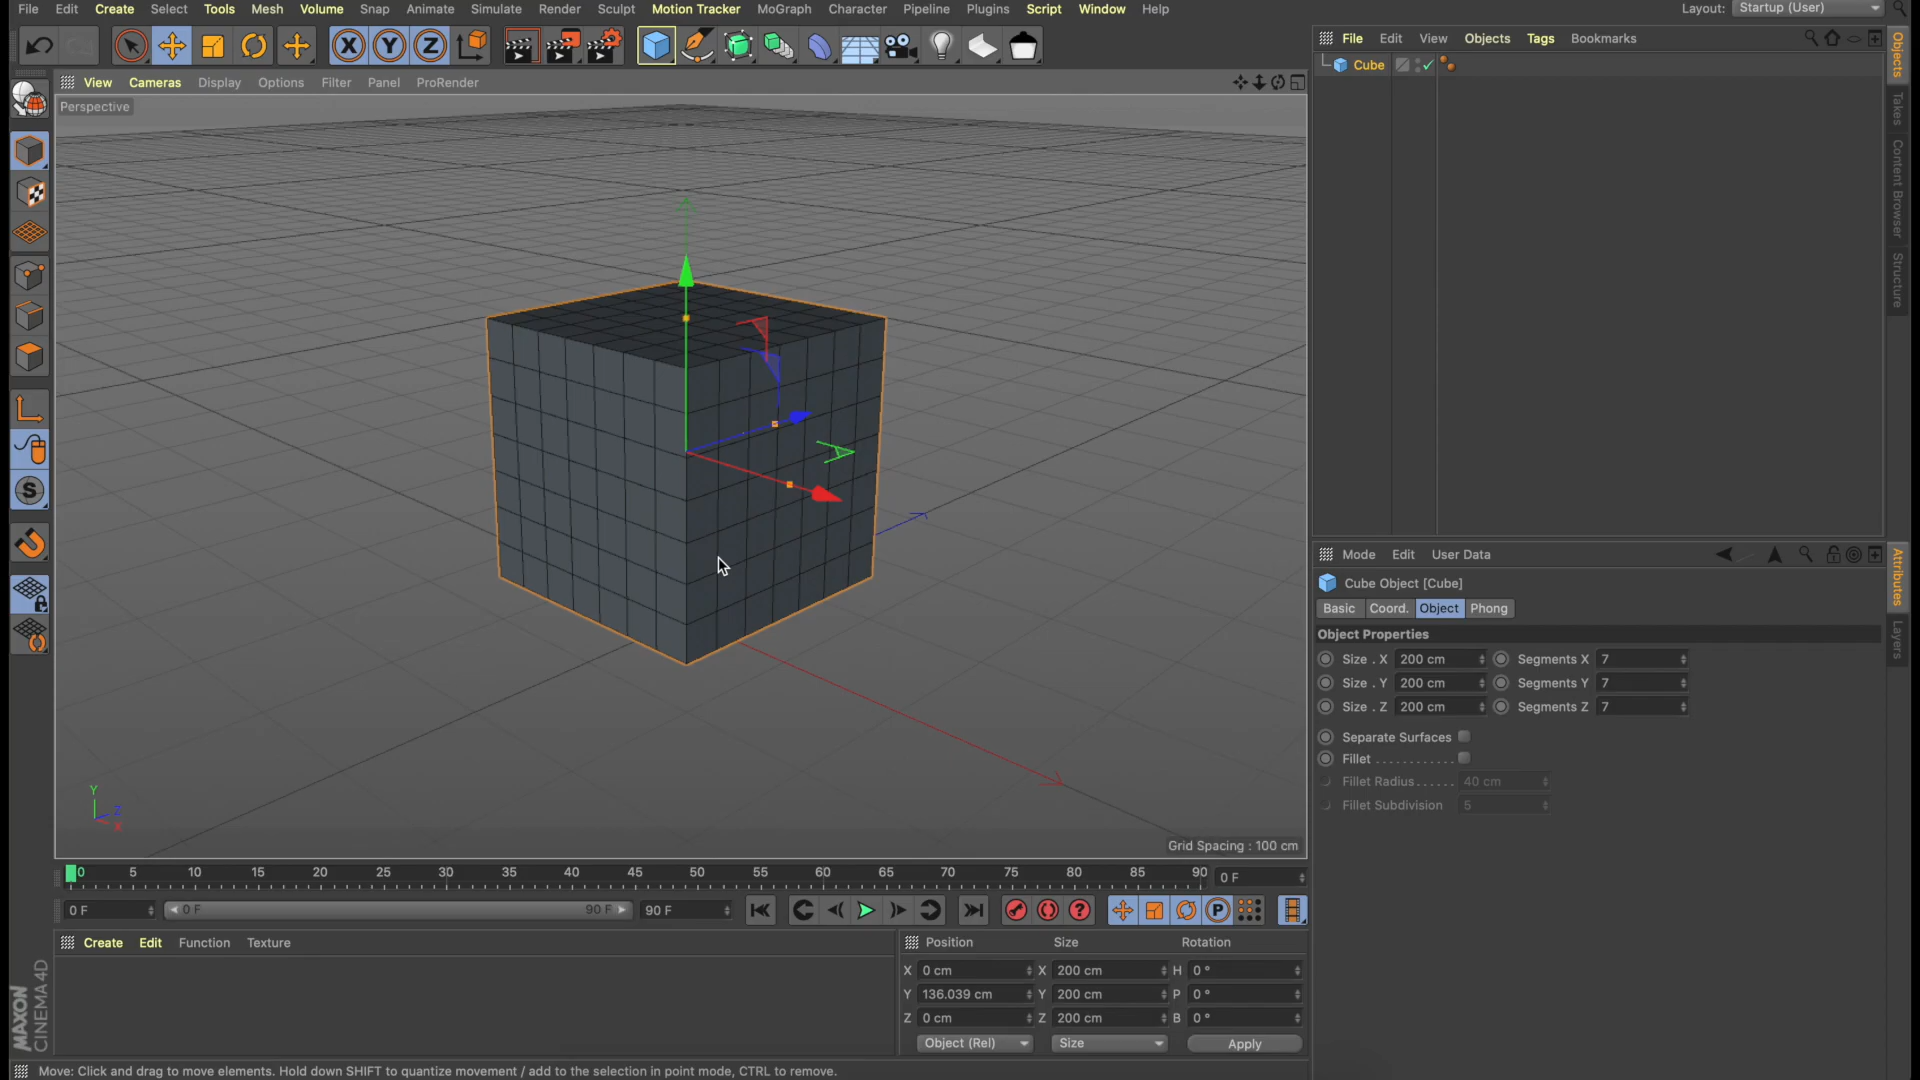 File Edit Create Select Tools Mesh Volume Snap Animate Simulate Render Sculpt Motion Tracker MoGraph Character Pipeline Plugins Script Window Help Layout: Startup (User)
X Y Z
File Edit View Objects Tags Bookmarks
Cube
Objects
Takes
Content Browser
Structure
View Cameras Display Options Filter Panel ProRender
Perspective
S
Y
Z
X
Grid Spacing : 100 cm
Mode Edit User Data
Cube Object [Cube]
Basic Coord. Object Phong
Object Properties
Size . X 200 cm Segments X 7
Size . Y 200 cm Segments Y 7
Size . Z 200 cm Segments Z 7
Separate Surfaces
Fillet . . . . . . . . . . . .
Fillet Radius . . . . . . 40 cm
Fillet Subdivision 5
Attributes
Layers
0 5 10 15 20 25 30 35 40 45 50 55 60 65 70 75 80 85 90 0 F
0 F 0 F 90 F 90 F ? P
Create Edit Function Texture
Position Size Rotation
X 0 cm X 200 cm H 0 °
Y 136.039 cm Y 200 cm P 0 °
Z 0 cm Z 200 cm B 0 °
Object (Rel) Size Apply
MAXON
CINEMA 4D
Move: Click and drag to move elements. Hold down SHIFT to quantize movement / add to the selection in point mode, CTRL to remove.